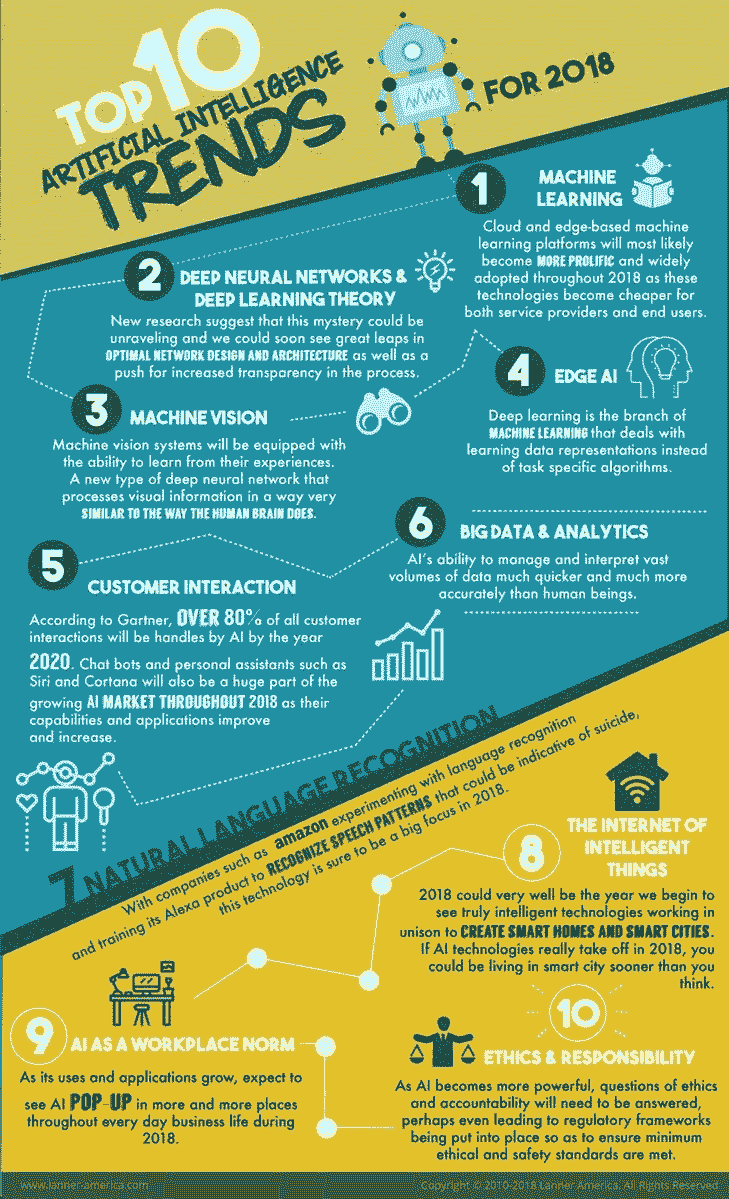 TOP 10
ARTIFICIAL INTELLIGENCE
TRENDS
FOR 2018
1
MACHINE
LEARNING
Cloud and edge-based machine
learning platforms will most likely
become MORE PROLIFIC and widely
adopted throughout 2018 as these
technologies become cheaper for
both service providers and end users.
2
DEEP NEURAL NETWORKS &
DEEP LEARNING THEORY
New research suggest that this mystery could be
unraveling and we could soon see great leaps in
OPTIMAL NETWORK DESIGN AND ARCHITECTURE as well as a
push for increased transparency in the process.
3
MACHINE VISION
Machine vision systems will be equipped with
the ability to learn from their experiences.
A new type of deep neural network that
processes visual information in a way very
SIMILAR TO THE WAY THE HUMAN BRAIN DOES.
4
EDGE AI
Deep learning is the branch of
MACHINE LEARNING that deals with
learning data representations instead
of task specific algorithms.
5
CUSTOMER INTERACTION
According to Gartner, OVER 80% of all customer
interactions will be handles by AI by the year
2020. Chat bots and personal assistants such as
Siri and Cortana will also be a huge part of the
growing AI MARKET THROUGHOUT 2018 as their
capabilities and applications improve
and increase.
6
BIG DATA & ANALYTICS
AI's ability to manage and interpret vast
volumes of data much quicker and much more
accurately than human beings.
7 NATURAL LANGUAGE RECOGNITION
With companies such as amazon experimenting with language recognition
and training its Alexa product to RECOGNIZE SPEECH PATTERNS that could be indicative of suicide,
this technology is sure to be a big focus in 2018.
8
THE INTERNET OF
INTELLIGENT
THINGS
2018 could very well be the year we begin to
see truly intelligent technologies working in
unison to CREATE SMART HOMES AND SMART CITIES.
If AI technologies really take off in 2018, you
could be living in smart city sooner than you
think.
9
AI AS A WORKPLACE NORM
As its uses and applications grow, expect to
see AI POP-UP in more and more places
throughout every day business life during
2018.
10
ETHICS & RESPONSIBILITY
As AI becomes more powerful, questions of ethics
and accountability will need to be answered,
perhaps even leading to regulatory frameworks
being put into place so as to ensure minimum
ethical and safety standards are met.
www.lanner-america.com
Copyright © 2010-2018 Lanner America. All Rights Reserved